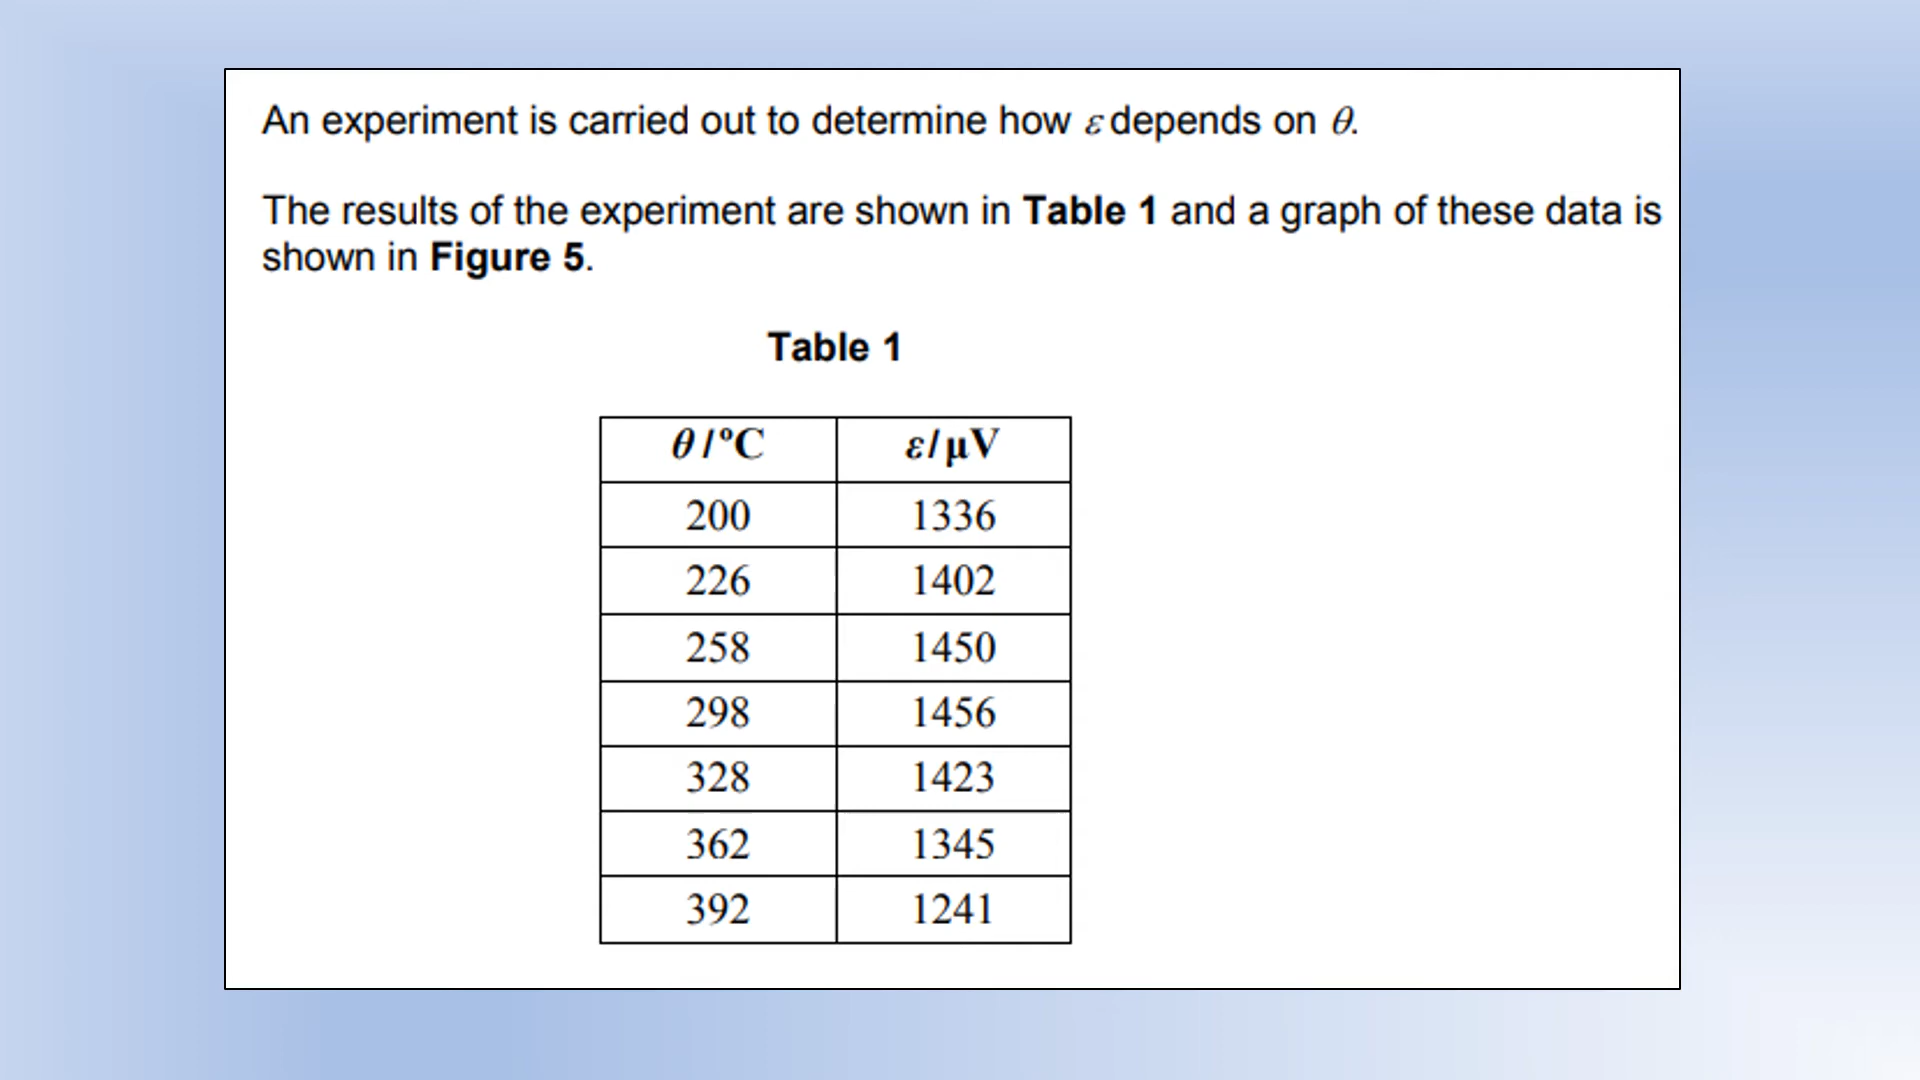 An experiment is carried out to determine how ε depends on θ.
The results of the experiment are shown in Table 1 and a graph of these data is
shown in Figure 5.
Table 1
θ / °C ε / µV
200 1336
226 1402
258 1450
298 1456
328 1423
362 1345
392 1241